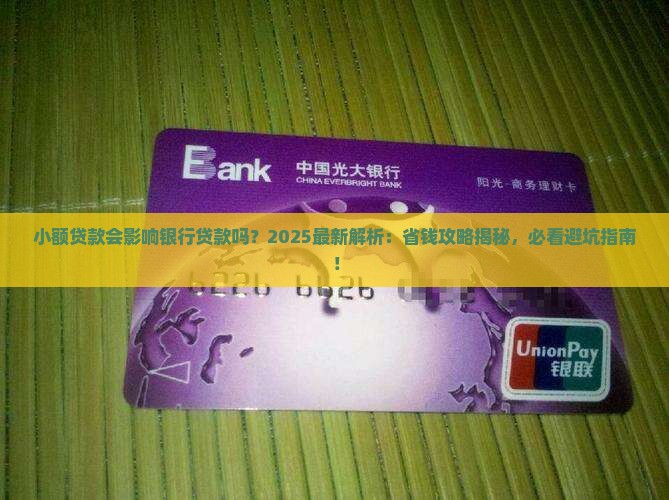 Bank
中国光大银行
CHINA EVERBRIGHT BANK
阳光·商务理财卡
小额贷款会影响银行贷款吗？2025最新解析：省钱攻略揭秘，必看避坑指南
！
6226 6626
UnionPay
银联